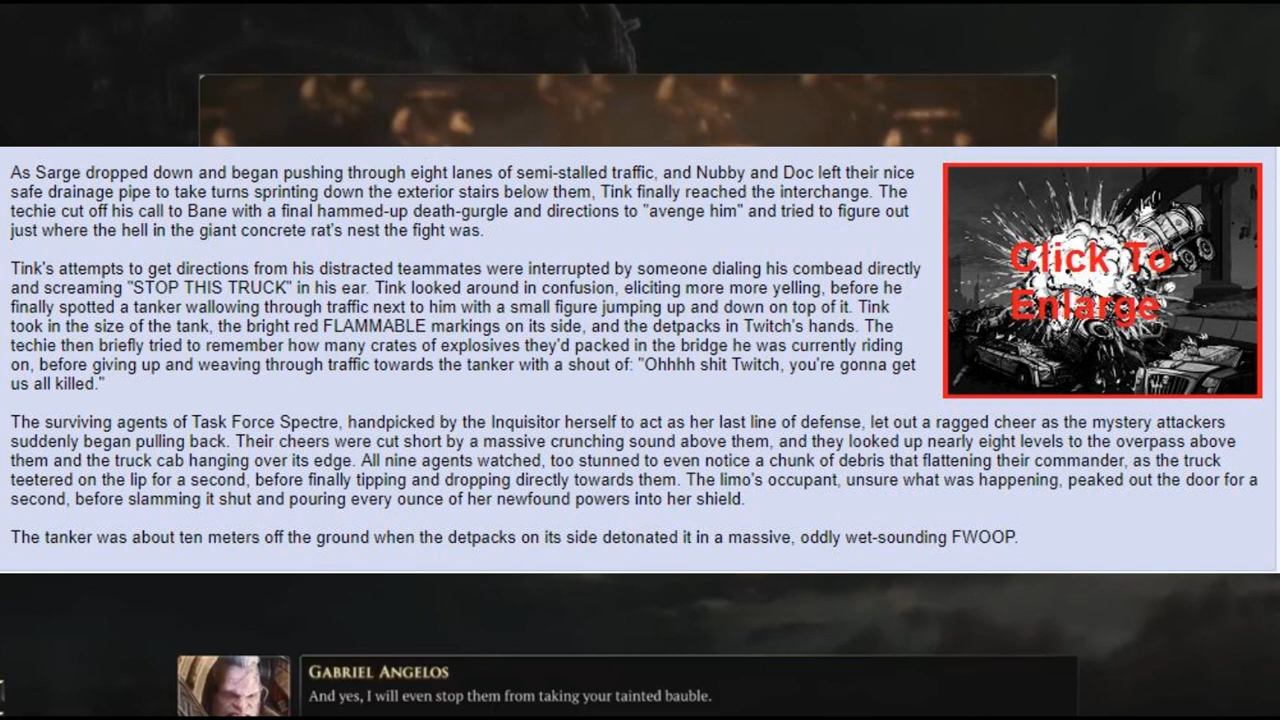 As Sarge dropped down and began pushing through eight lanes of semi-stalled traffic, and Nubby and Doc left their nice
safe drainage pipe to take turns sprinting down the exterior stairs below them, Tink finally reached the interchange. The
techie cut off his call to Bane with a final hammed-up death-gurgle and directions to "avenge him" and tried to figure out
just where the hell in the giant concrete rat's nest the fight was.
Tink's attempts to get directions from his distracted teammates were interrupted by someone dialing his combead directly
and screaming "STOP THIS TRUCK" in his ear. Tink looked around in confusion, eliciting more more yelling, before he
finally spotted a tanker wallowing through traffic next to him with a small figure jumping up and down on top of it. Tink
took in the size of the tank, the bright red FLAMMABLE markings on its side, and the detpacks in Twitch's hands. The
techie then briefly tried to remember how many crates of explosives they'd packed in the bridge he was currently riding
on, before giving up and weaving through traffic towards the tanker with a shout of: "Ohhhh shit Twitch, you're gonna get
us all killed."
Click To
Enlarge
The surviving agents of Task Force Spectre, handpicked by the Inquisitor herself to act as her last line of defense, let out a ragged cheer as the mystery attackers
suddenly began pulling back. Their cheers were cut short by a massive crunching sound above them, and they looked up nearly eight levels to the overpass above
them and the truck cab hanging over its edge. All nine agents watched, too stunned to even notice a chunk of debris that flattening their commander, as the truck
teetered on the lip for a second, before finally tipping and dropping directly towards them. The limo's occupant, unsure what was happening, peaked out the door for a
second, before slamming it shut and pouring every ounce of her newfound powers into her shield.
The tanker was about ten meters off the ground when the detpacks on its side detonated it in a massive, oddly wet-sounding FWOOP.
GABRIEL ANGELOS
And yes, I will even stop them from taking your tainted bauble.